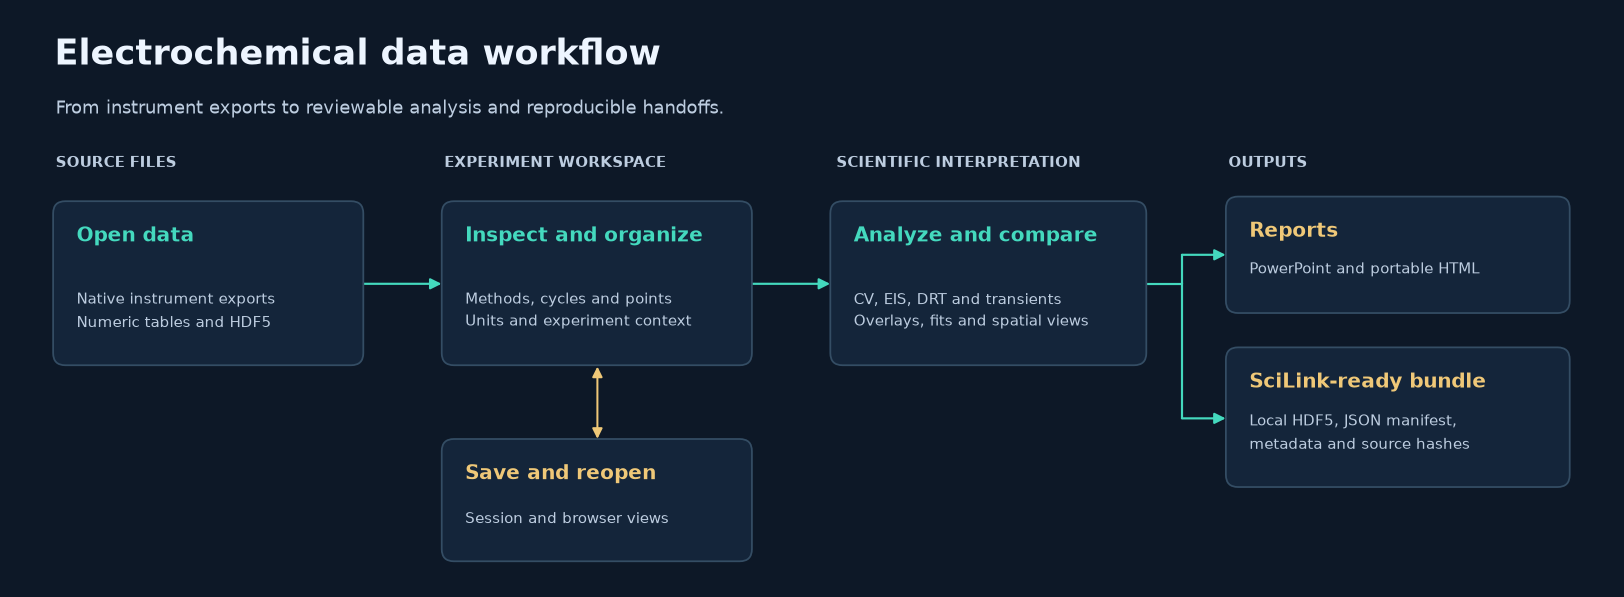 Electrochemical data workflow
From instrument exports to reviewable analysis and reproducible handoffs.
SOURCE FILES
Open data
Native instrument exports
Numeric tables and HDF5
EXPERIMENT WORKSPACE
Inspect and organize
Methods, cycles and points
Units and experiment context
Save and reopen
Session and browser views
SCIENTIFIC INTERPRETATION
Analyze and compare
CV, EIS, DRT and transients
Overlays, fits and spatial views
OUTPUTS
Reports
PowerPoint and portable HTML
SciLink-ready bundle
Local HDF5, JSON manifest,
metadata and source hashes